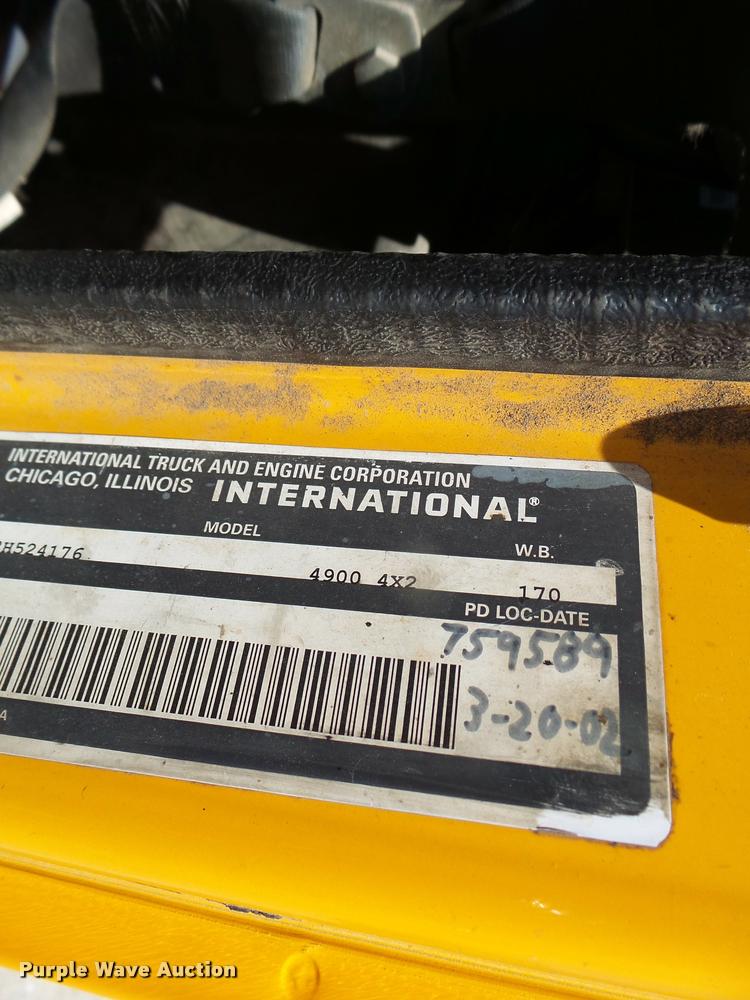 INTERNATIONAL TRUCK AND ENGINE CORPORATION
CHICAGO, ILLINOIS INTERNATIONAL®
MODEL W.B.
H524176 4900 4X2 170
PD LOC-DATE
759589
3-20-02
A
Purple Wave Auction